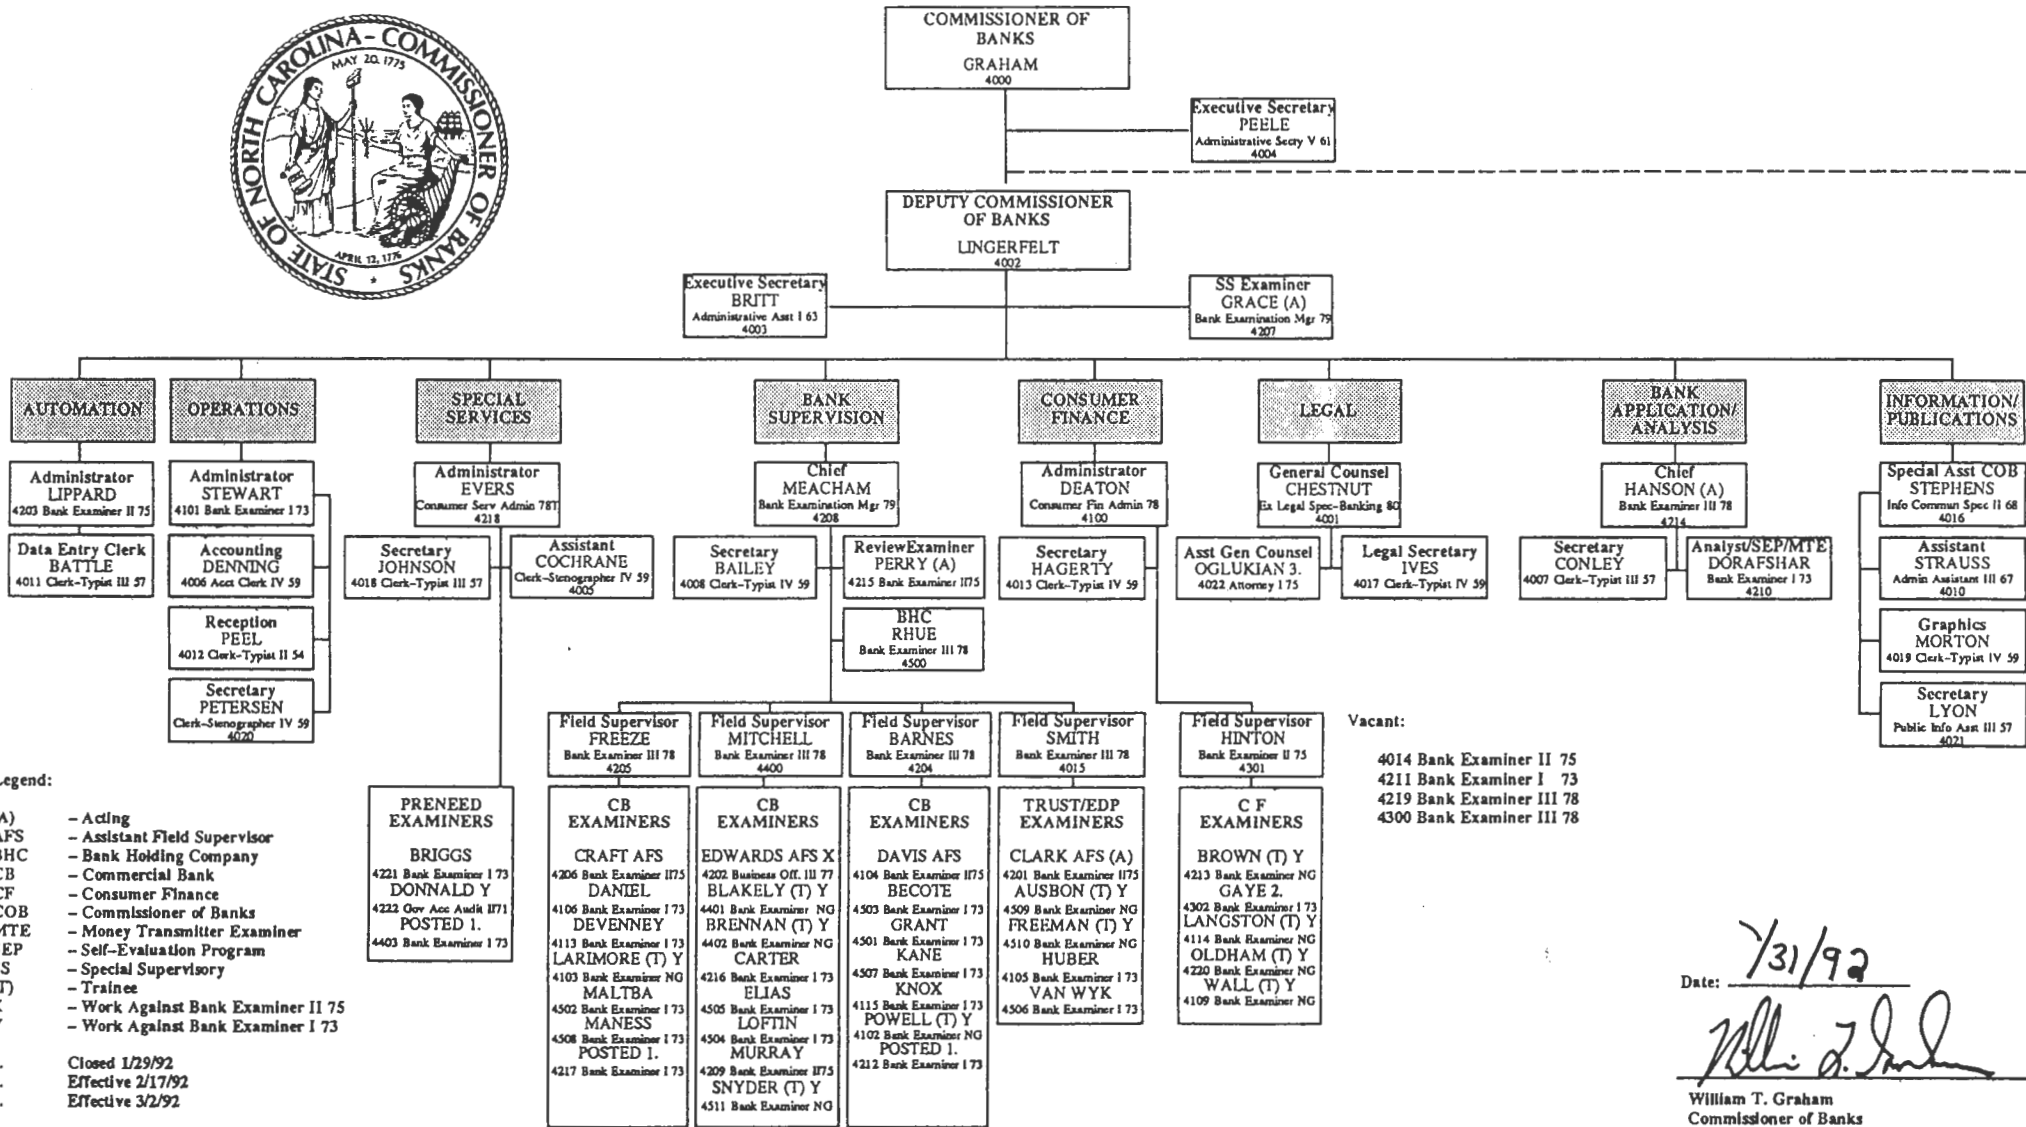 STATE OF NORTH CAROLINA - COMMISSIONER OF BANKS *
MAY 20, 1775
APRIL 12, 1776
COMMISSIONER OF
BANKS
GRAHAM
4000
Executive Secretary
PEELE
Administrative Secty V 61
4004
DEPUTY COMMISSIONER
OF BANKS
LINGERFELT
4002
Executive Secretary
BRITT
Administrative Asst I 63
4003
SS Examiner
GRACE (A)
Bank Examination Mgr 79
4207
AUTOMATION
Administrator
LIPPARD
4203 Bank Examiner II 75
Data Entry Clerk
BATTLE
4011 Clerk-Typist III 57
OPERATIONS
Administrator
STEWART
4101 Bank Examiner I 73
Accounting
DENNING
4006 Acct Clerk IV 59
Reception
PEEL
4012 Clerk-Typist II 54
Secretary
PETERSEN
Clerk-Stenographer IV 59
4020
SPECIAL
SERVICES
Administrator
EVERS
Consumer Serv Admin 78T
4218
Secretary
JOHNSON
4018 Clerk-Typist III 57
Assistant
COCHRANE
Clerk-Stenographer IV 59
4005
PRENEED
EXAMINERS
BRIGGS
4221 Bank Examiner I 73
DONNALD Y
4222 Gov Acc Audit II71
POSTED 1.
4403 Bank Examiner I 73
BANK
SUPERVISION
Chief
MEACHAM
Bank Examination Mgr 79
4208
Secretary
BAILEY
4008 Clerk-Typist IV 59
ReviewExaminer
PERRY (A)
4215 Bank Examiner II75
BHC
RHUE
Bank Examiner III 78
4500
Field Supervisor
FREEZE
Bank Examiner III 78
4205
CB
EXAMINERS
CRAFT AFS
4206 Bank Examiner II75
DANIEL
4106 Bank Examiner I 73
DEVENNEY
4113 Bank Examiner I 73
LARIMORE (T) Y
4103 Bank Examiner NG
MALTBA
4502 Bank Examiner I 73
MANESS
4508 Bank Examiner I 73
POSTED 1.
4217 Bank Examiner I 73
Field Supervisor
MITCHELL
Bank Examiner III 78
4400
CB
EXAMINERS
EDWARDS AFS X
4202 Business Off. III 77
BLAKELY (T) Y
4401 Bank Examiner NG
BRENNAN (T) Y
4402 Bank Examiner NG
CARTER
4216 Bank Examiner I 73
ELIAS
4505 Bank Examiner I 73
LOFTIN
4504 Bank Examiner I 73
MURRAY
4209 Bank Examiner II75
SNYDER (T) Y
4511 Bank Examiner NG
Field Supervisor
BARNES
Bank Examiner III 78
4204
CB
EXAMINERS
DAVIS AFS
4104 Bank Examiner II75
BECOTE
4503 Bank Examiner I 73
GRANT
4501 Bank Examiner I 73
KANE
4507 Bank Examiner I 73
KNOX
4115 Bank Examiner I 73
POWELL (T) Y
4102 Bank Examiner NG
POSTED 1.
4212 Bank Examiner I 73
Field Supervisor
SMITH
Bank Examiner III 78
4015
TRUST/EDP
EXAMINERS
CLARK AFS (A)
4201 Bank Examiner II75
AUSBON (T) Y
4509 Bank Examiner NG
FREEMAN (T) Y
4510 Bank Examiner NG
HUBER
4105 Bank Examiner I 73
VAN WYK
4506 Bank Examiner I 73
CONSUMER
FINANCE
Administrator
DEATON
Consumer Fin Admin 78
4100
Secretary
HAGERTY
4013 Clerk-Typist IV 59
Field Supervisor
HINTON
Bank Examiner II 75
4301
C F
EXAMINERS
BROWN (T) Y
4213 Bank Examiner NG
GAYE 2.
4302 Bank Examiner I 73
LANGSTON (T) Y
4114 Bank Examiner NG
OLDHAM (T) Y
4220 Bank Examiner NG
WALL (T) Y
4109 Bank Examiner NG
LEGAL
General Counsel
CHESTNUT
Ex Legal Spec-Banking 80
4001
Asst Gen Counsel
OGLUKIAN 3.
4022 Attorney I 75
Legal Secretary
IVES
4017 Clerk-Typist IV 59
BANK
APPLICATION/
ANALYSIS
Chief
HANSON (A)
Bank Examiner III 78
4214
Secretary
CONLEY
4007 Clerk-Typist III 57
Analyst/SEP/MTE
DORAFSHAR
Bank Examiner I 73
4210
INFORMATION/
PUBLICATIONS
Special Asst COB
STEPHENS
Info Commun Spec II 68
4016
Assistant
STRAUSS
Admin Assistant III 67
4010
Graphics
MORTON
4019 Clerk-Typist IV 59
Secretary
LYON
Public Info Asst III 57
4021
Vacant:
4014 Bank Examiner II 75
4211 Bank Examiner I 73
4219 Bank Examiner III 78
4300 Bank Examiner III 78
Legend:
A) - Acting
AFS - Assistant Field Supervisor
BHC - Bank Holding Company
CB - Commercial Bank
CF - Consumer Finance
COB - Commissioner of Banks
MTE - Money Transmitter Examiner
EP - Self-Evaluation Program
S - Special Supervisory
T) - Trainee
- Work Against Bank Examiner II 75
- Work Against Bank Examiner I 73
. Closed 1/29/92
. Effective 2/17/92
. Effective 3/2/92
Date: 1/31/92
William T. Graham
Commissioner of Banks